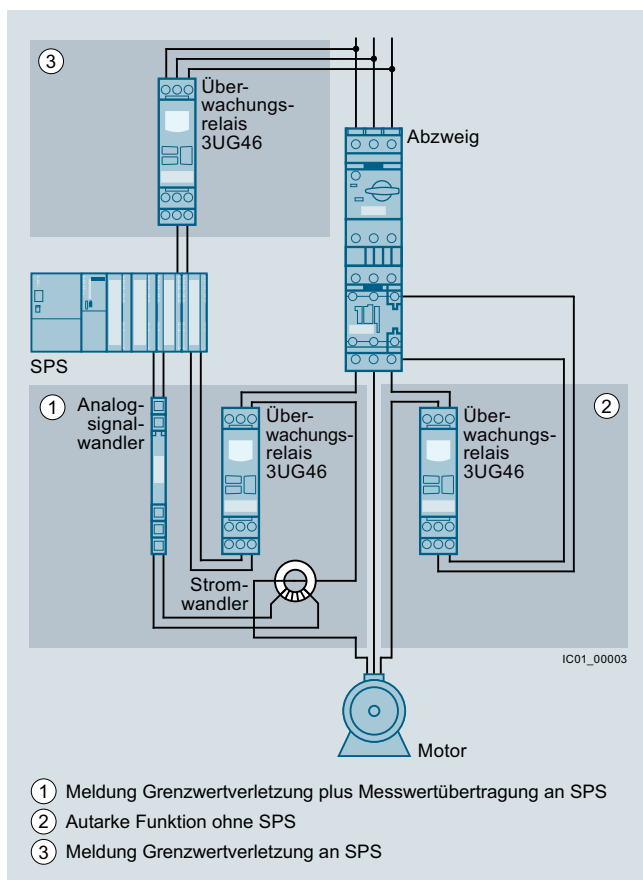 3
Über-
wachungs-
relais
3UG46
Abzweig
SPS
1
Analog-
signal-
wandler
Über-
wachungs-
relais
3UG46
2
Über-
wachungs-
relais
3UG46
Strom-
wandler
IC01_00003
Motor
1 Meldung Grenzwertverletzung plus Messwertübertragung an SPS
2 Autarke Funktion ohne SPS
3 Meldung Grenzwertverletzung an SPS